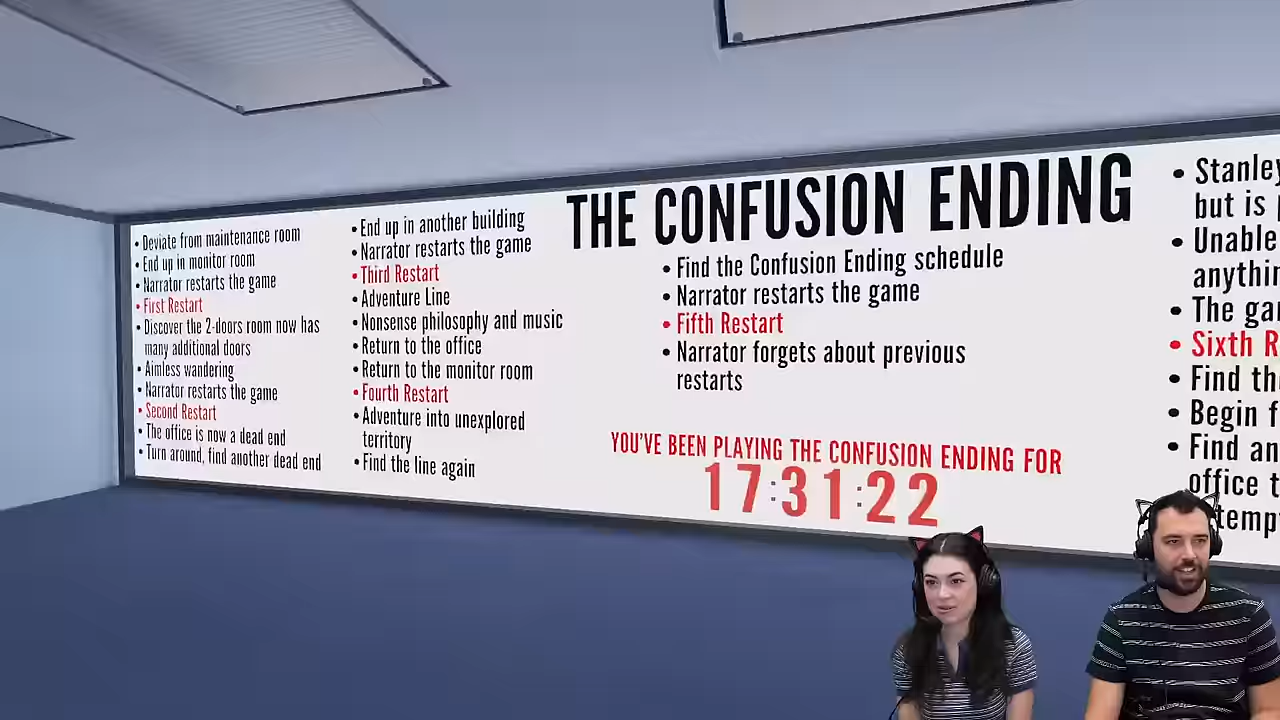 • Deviate from maintenance room
• End up in monitor room
• Narrator restarts the game
• First Restart
• Discover the 2-doors room now has
many additional doors
• Aimless wandering
• Narrator restarts the game
• Second Restart
• The office is now a dead end
• Turn around, find another dead end
• End up in another building
• Narrator restarts the game
• Third Restart
• Adventure Line
• Nonsense philosophy and music
• Return to the office
• Return to the monitor room
• Fourth Restart
• Adventure into unexplored
territory
• Find the line again
THE CONFUSION ENDING
• Find the Confusion Ending schedule
• Narrator restarts the game
• Fifth Restart
• Narrator forgets about previous
restarts
YOU'VE BEEN PLAYING THE CONFUSION ENDING FOR
17:31:22
• Stanley
but is
• Unable
• The
• Sixth
• Find
• Begin
• Find
office